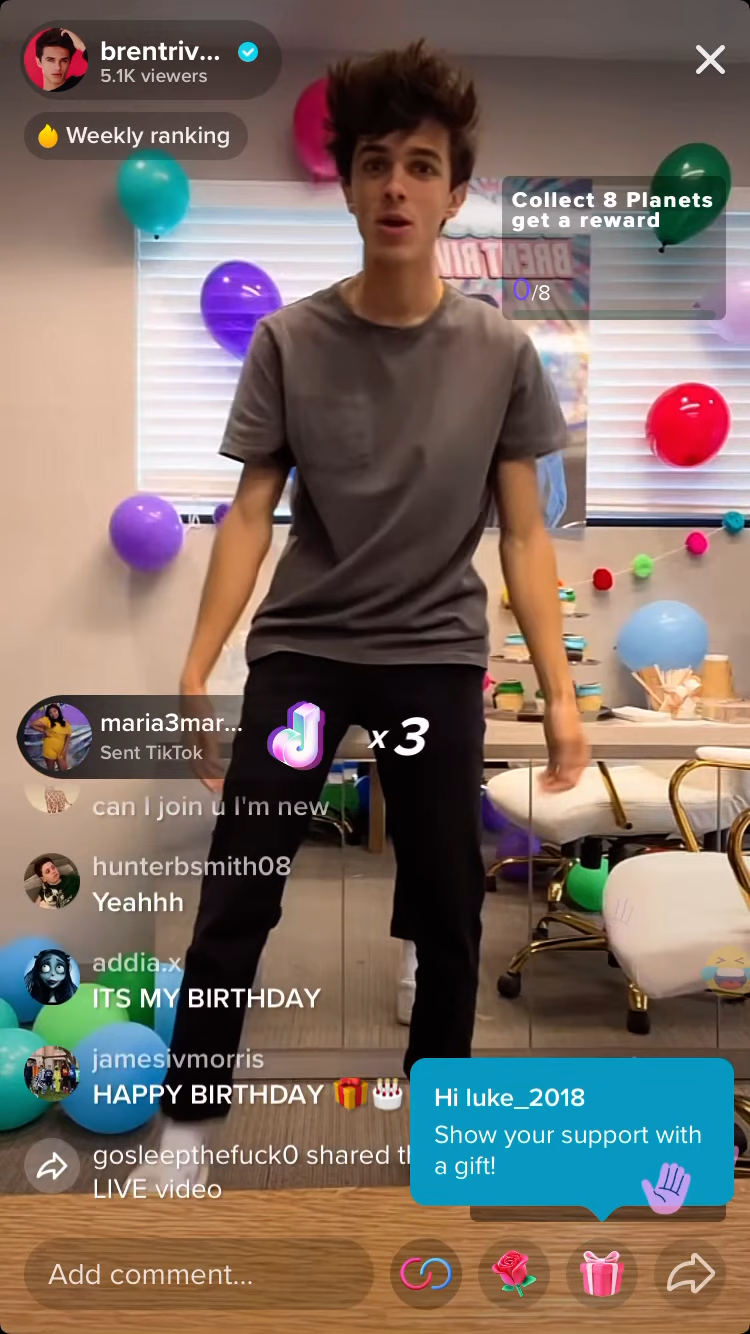 brentriv...
5.1K viewers
Weekly ranking
Collect 8 Planets
get a reward
0/8
BRENTRIV
maria3mar...
Sent TikTok
x 3
can I join u I'm new
hunterbsmith08
Yeahhh
addia.x
ITS MY BIRTHDAY
jamesivmorris
HAPPY BIRTHDAY 🎁🎂
Hi luke_2018
Show your support with
a gift!
gosleepthefuck0 shared
LIVE video
Add comment...